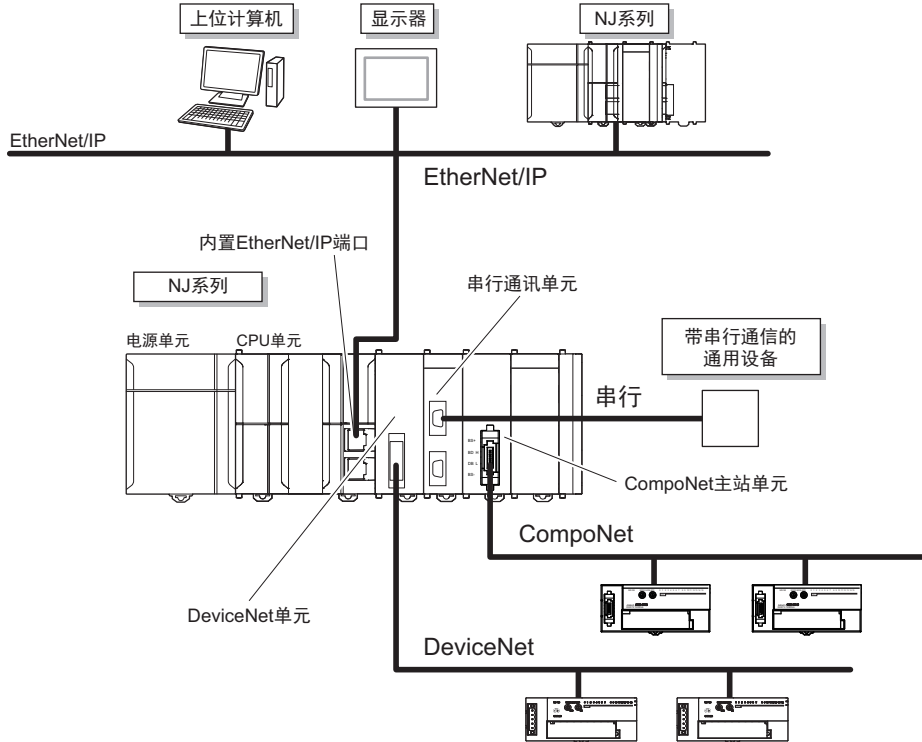 上位计算机
显示器
NJ系列
EtherNet/IP
EtherNet/IP
内置EtherNet/IP端口
串行通讯单元
NJ系列
电源单元
CPU单元
带串行通信的
通用设备
串行
BS+
BD H
BD L
BS-
CompoNet主站单元
CompoNet
DeviceNet单元
DeviceNet